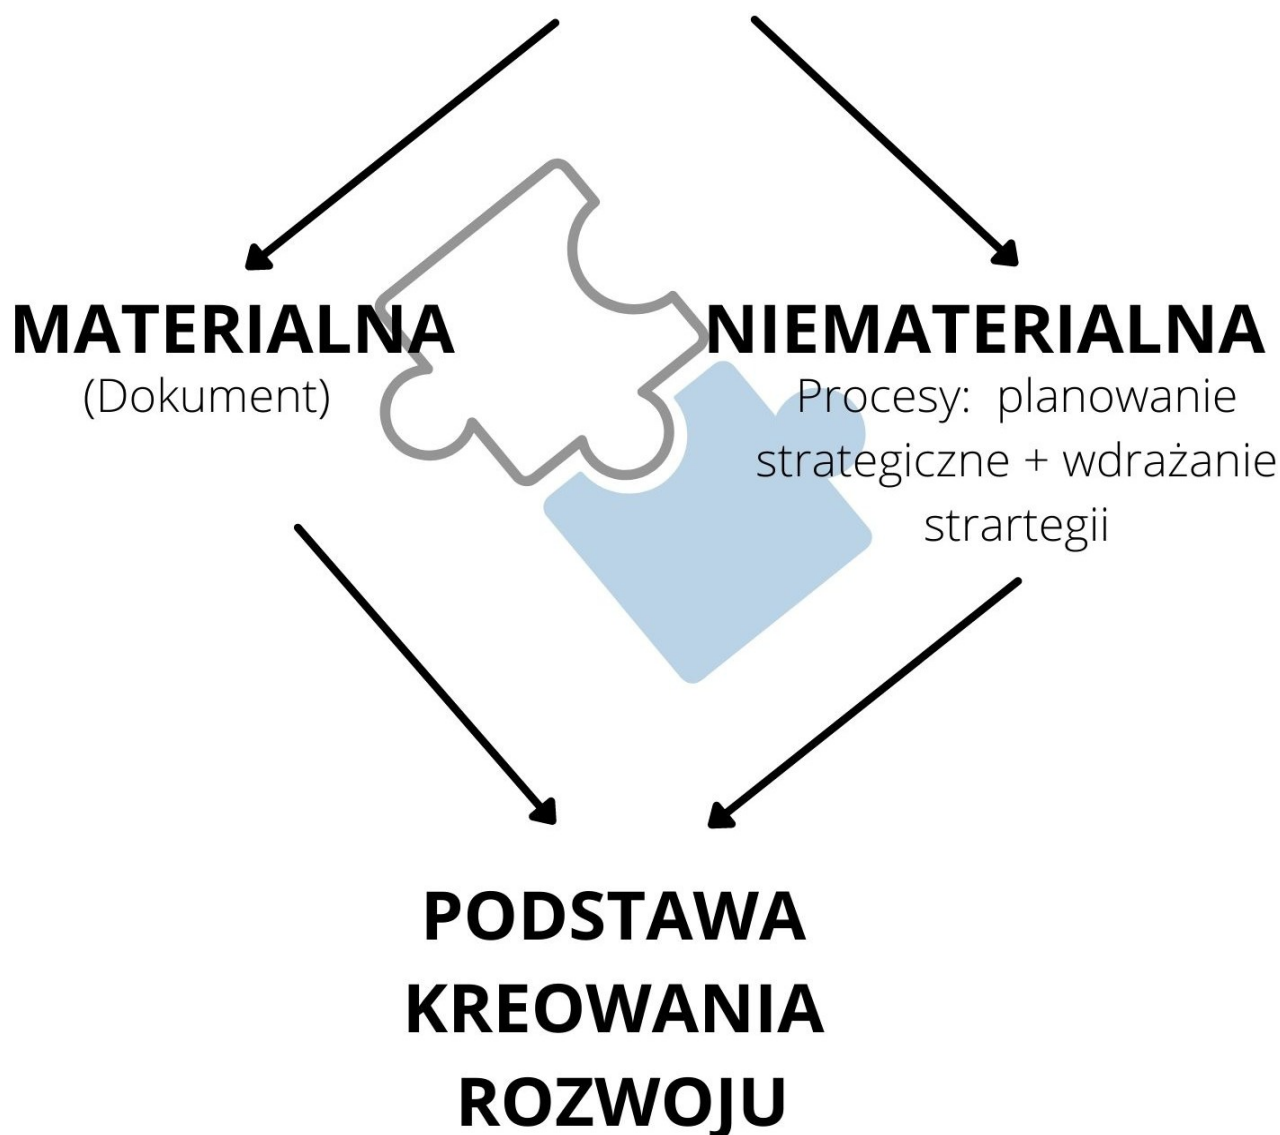 MATERIALNA
(Dokument)
NIEMATERIALNA
Procesy: planowanie
strategiczne + wdrażanie
strartegii
PODSTAWA
KREOWANIA
ROZWOJU